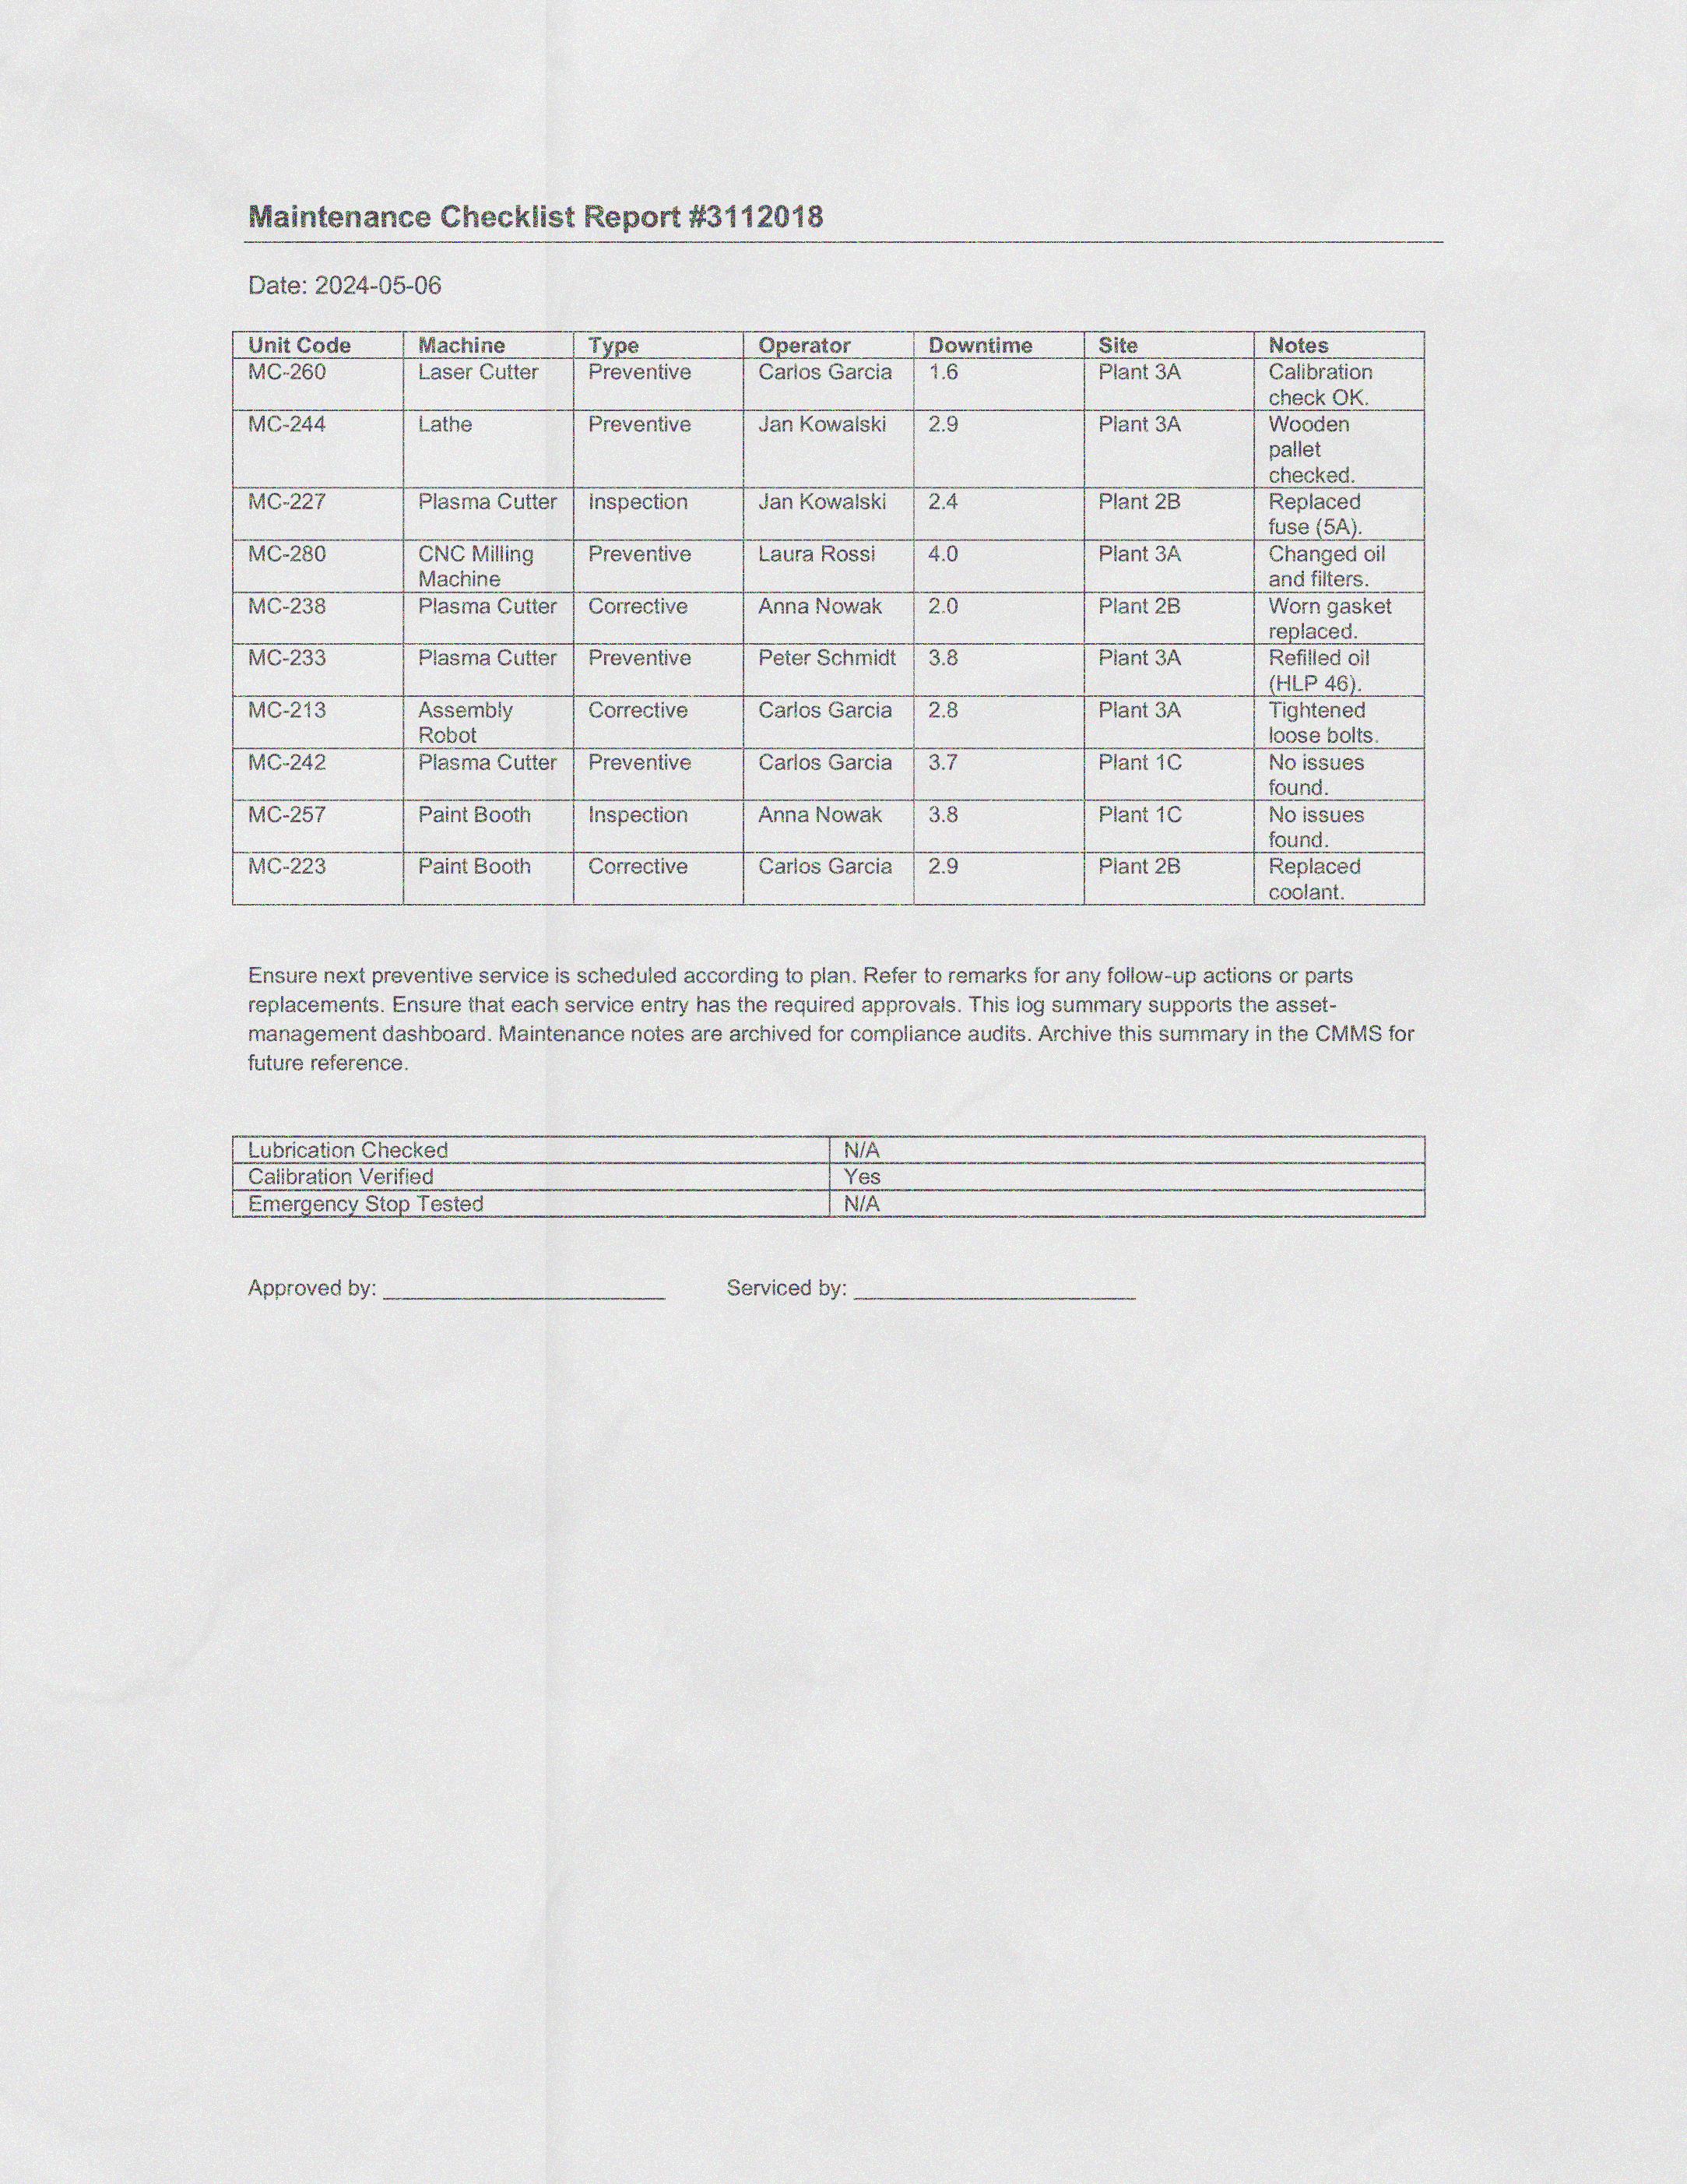 Maintenance Checklist Report #3112018
Date: 2024-05-06
Unit Code Machine Type Operator Downtime Site Notes
MC-260 Laser Cutter Preventive Carlos Garcia 1.6 Plant 3A Calibration
check OK.
MC-244 Lathe Preventive Jan Kowalski 2.9 Plant 3A Wooden
pallet
checked.
MC-227 Plasma Cutter Inspection Jan Kowalski 2.4 Plant 2B Replaced
fuse (5A).
MC-280 CNC Milling Preventive Laura Rossi 4.0 Plant 3A Changed oil
Machine and filters.
MC-238 Plasma Cutter Corrective Anna Nowak 2.0 Plant 2B Worn gasket
replaced.
MC-233 Plasma Cutter Preventive Peter Schmidt 3.8 Plant 3A Refilled oil
(HLP 46).
MC-213 Assembly Corrective Carlos Garcia 2.8 Plant 3A Tightened
Robot loose bolts.
MC-242 Plasma Cutter Preventive Carlos Garcia 3.7 Plant 1C No issues
found.
MC-257 Paint Booth Inspection Anna Nowak 3.8 Plant 1C No issues
found.
MC-223 Paint Booth Corrective Carlos Garcia 2.9 Plant 2B Replaced
coolant.
Ensure next preventive service is scheduled according to plan. Refer to remarks for any follow-up actions or parts
replacements. Ensure that each service entry has the required approvals. This log summary supports the asset-
management dashboard. Maintenance notes are archived for compliance audits. Archive this summary in the CMMS for
future reference.
Lubrication Checked N/A
Calibration Verified Yes
Emergency Stop Tested N/A
Approved by: ______________________ Serviced by: ______________________